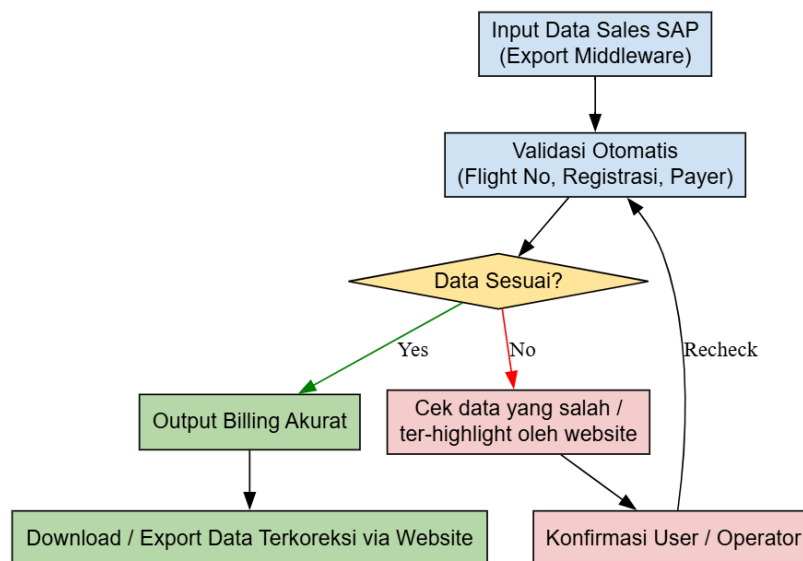 Input Data Sales SAP
(Export Middleware)
Validasi Otomatis
(Flight No, Registrasi, Payer)
Data Sesuai?
Yes
No
Recheck
Output Billing Akurat
Cek data yang salah /
ter-highlight oleh website
Download / Export Data Terkoreksi via Website
Konfirmasi User / Operator